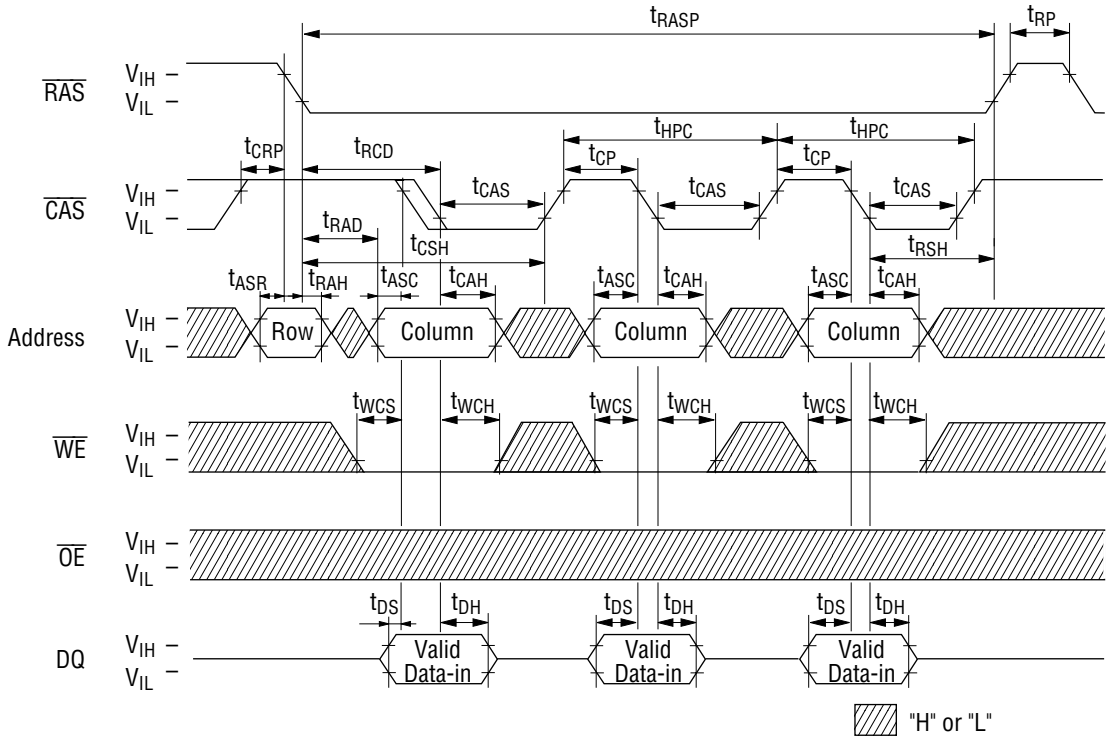 tRASP
tRP
RAS
VIH
VIL
tCRP
tRCD
tHPC
tHPC
tCP
tCP
CAS
VIH
VIL
tCAS
tCAS
tCAS
tRAD
tCSH
tRSH
tASR
tRAH
tASC
tCAH
tASC
tCAH
tASC
tCAH
Address
VIH
VIL
Row
Column
Column
Column
tWCS
tWCH
tWCS
tWCH
tWCS
tWCH
WE
VIH
VIL
OE
VIH
VIL
tDS
tDH
tDS
tDH
tDS
tDH
DQ
VIH
VIL
Valid
Data-in
Valid
Data-in
Valid
Data-in
"H" or "L"